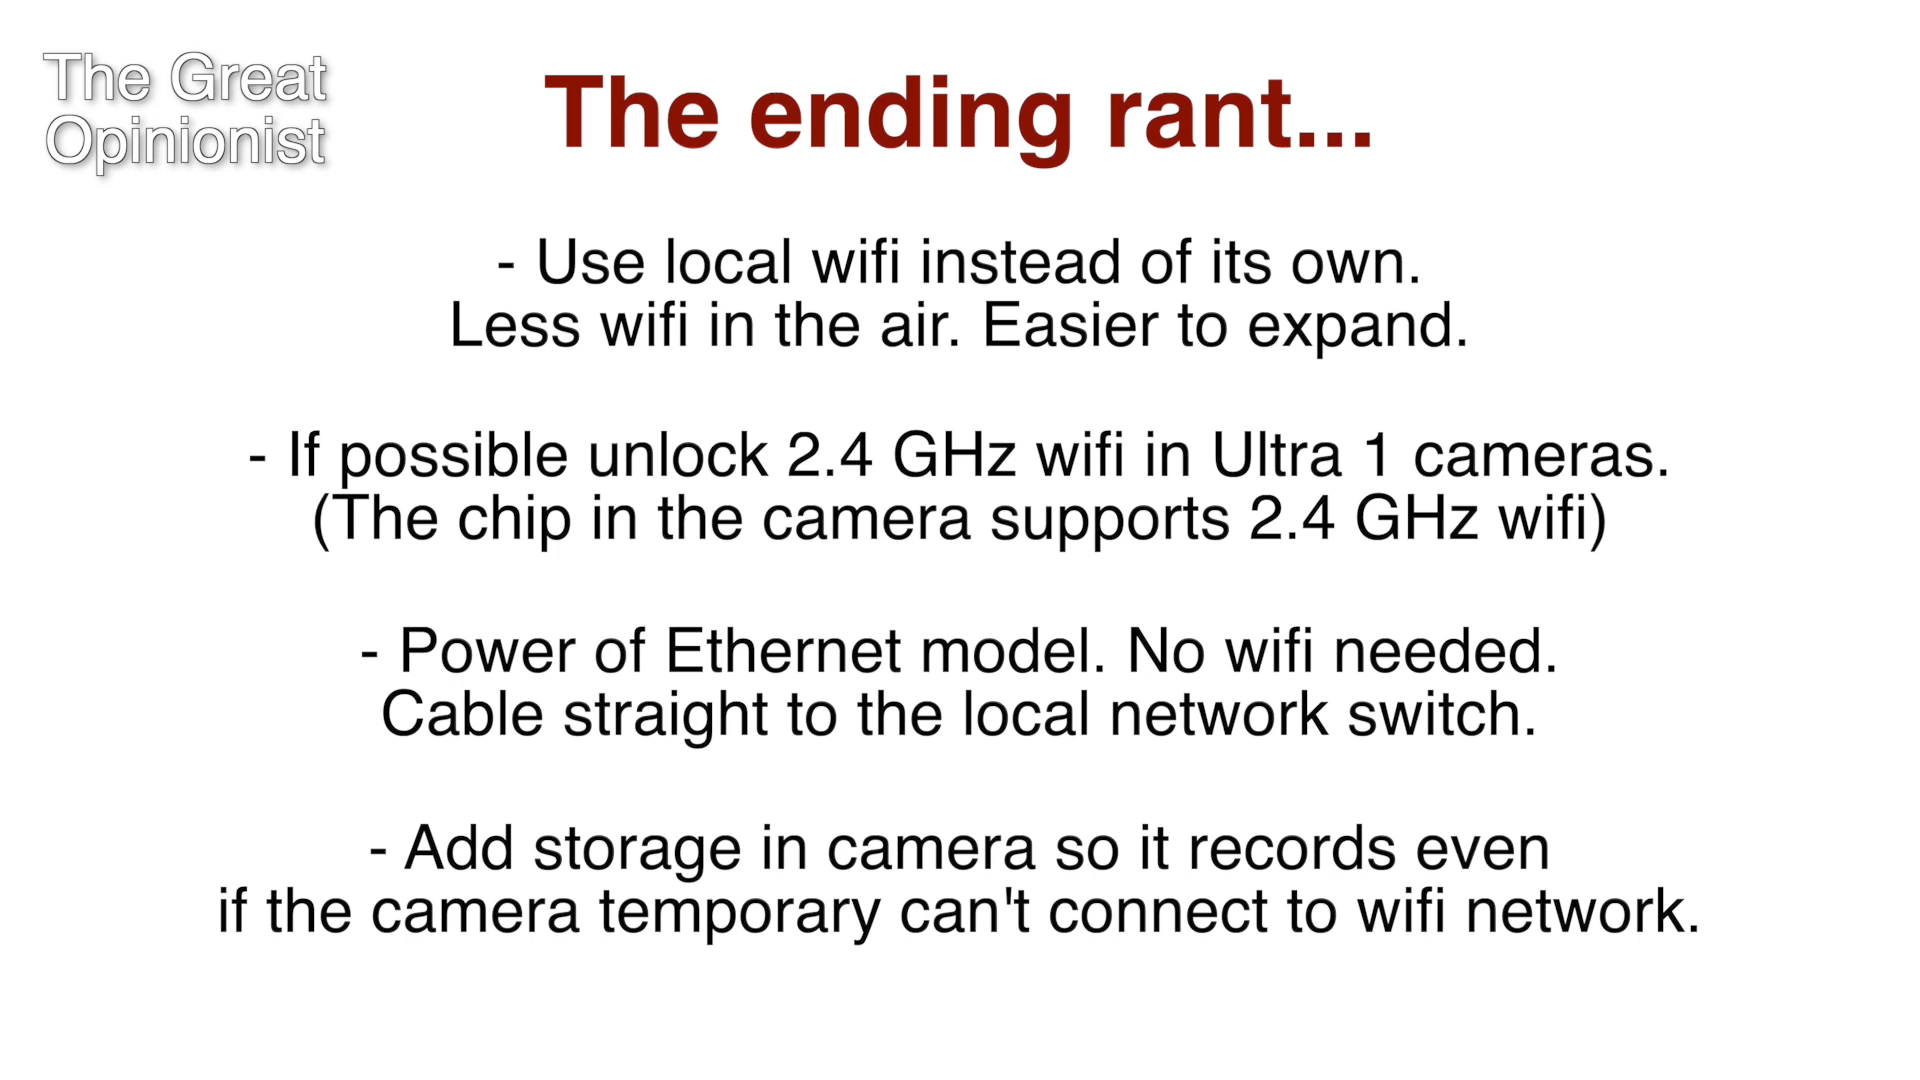 The Great
Opinionist
The ending rant...
- Use local wifi instead of its own.
Less wifi in the air. Easier to expand.
- If possible unlock 2.4 GHz wifi in Ultra 1 cameras.
(The chip in the camera supports 2.4 GHz wifi)
- Power of Ethernet model. No wifi needed.
Cable straight to the local network switch.
- Add storage in camera so it records even
if the camera temporary can't connect to wifi network.